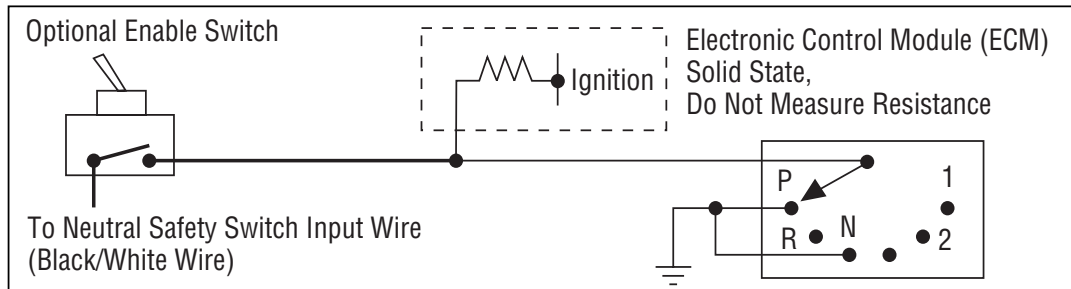 Optional Enable Switch
Ignition
Electronic Control Module (ECM)
Solid State,
Do Not Measure Resistance
P
1
R
N
2
To Neutral Safety Switch Input Wire
(Black/White Wire)